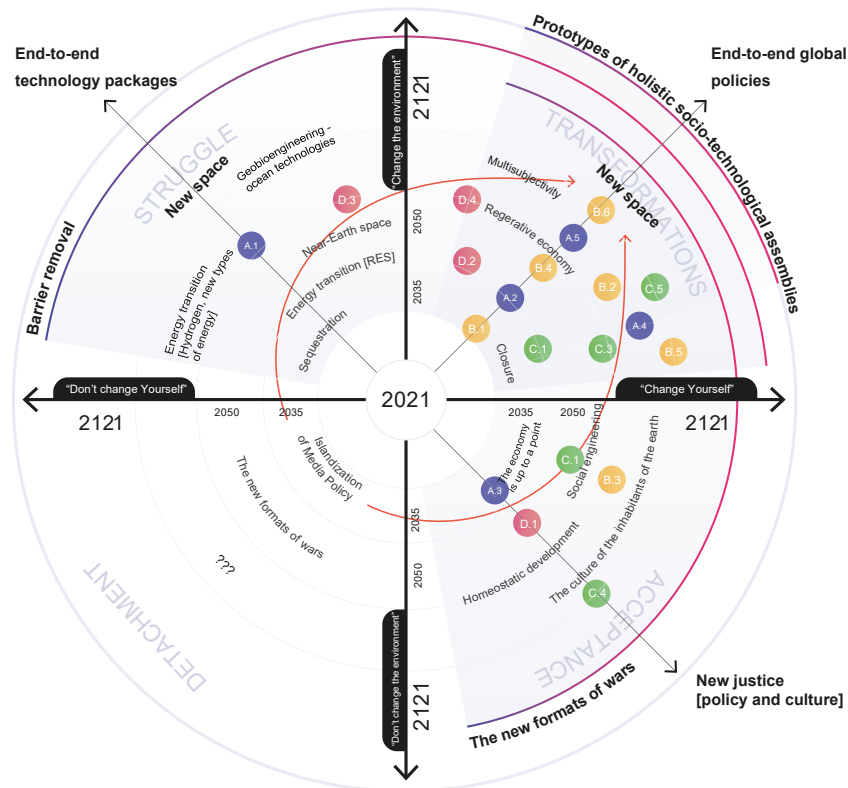 Prototypes of holistic socio-technological assemblies
End-to-end
technology packages
End-to-end global
policies
"Change the environment"
2121
STRUGGLE
New space
Geobioengineering -
ocean technologies
TRANSFORMATIONS
New space
Multisubjectivity
D.3
D.4
B.6
2050
Regerative economy
A.5
A.1
Near-Earth space
Barrier removal
Energy transition
[Hydrogen, new types
of energy]
Energy transition [RES]
D.2
B.4
B.2
C.5
2035
A.2
A.4
Sequestration
B.1
C.1
C.3
B.5
Closure
"Don't change Yourself"
2021
"Change Yourself"
2121
2050
2035
2035
2050
2121
Islandization
of Media Policy
The economy
is up to a point
Social engineering
C.1
The culture of the inhabitants of the earth
B.3
A.3
The new formats of wars
2035
D.1
???
2050
Homeostatic development
C.4
DETACHMENT
ACCEPTANCE
"Don't change the environment"
2121
New justice
[policy and culture]
The new formats of wars